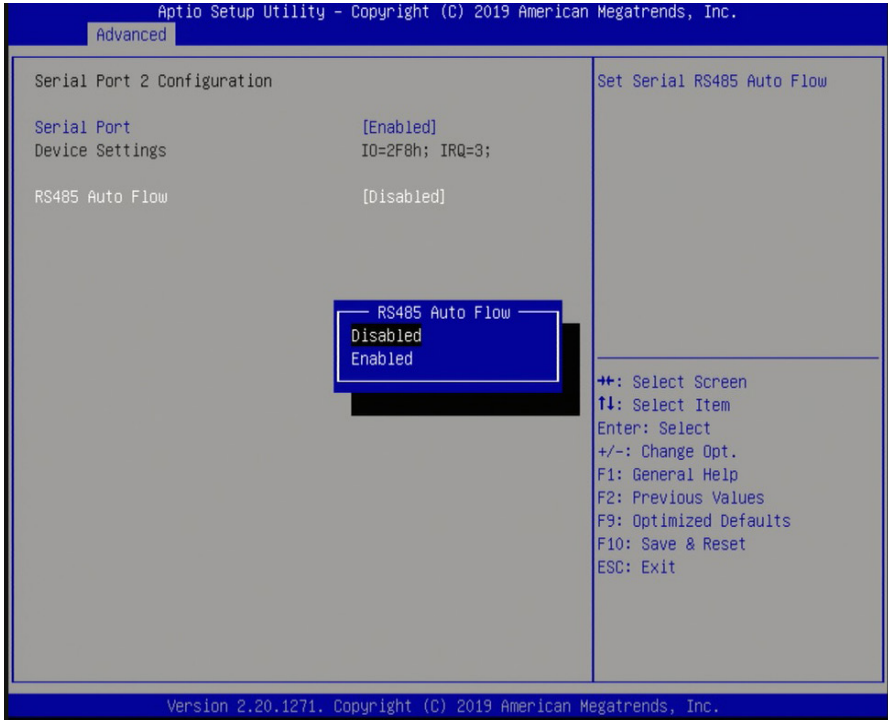 Aptio Setup Utility – Copyright (C) 2019 American Megatrends, Inc.
Advanced
Serial Port 2 Configuration
Serial Port [Enabled]
Device Settings IO=2F8h; IRQ=3;
RS485 Auto Flow [Disabled]
RS485 Auto Flow
Disabled
Enabled
Set Serial RS485 Auto Flow
→←: Select Screen
↑↓: Select Item
Enter: Select
+/-: Change Opt.
F1: General Help
F2: Previous Values
F9: Optimized Defaults
F10: Save & Reset
ESC: Exit
Version 2.20.1271. Copyright (C) 2019 American Megatrends, Inc.